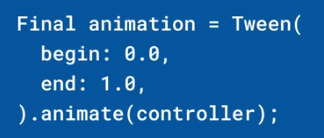 Final animation = Tween(
  begin: 0.0,
  end: 1.0,
).animate(controller);